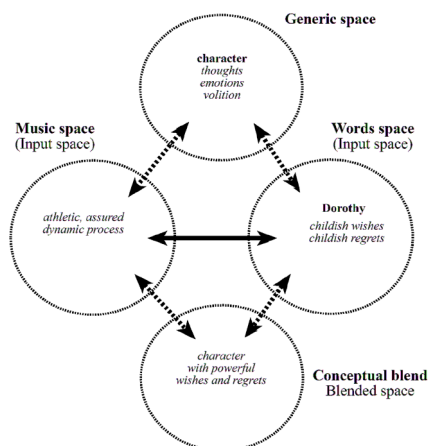 Generic space
character
thoughts
emotions
volition
Music space
(Input space)
Words space
(Input space)
athletic, assured
dynamic process
Dorothy
childish wishes
childish regrets
character
with powerful
wishes and regrets
Conceptual blend
Blended space